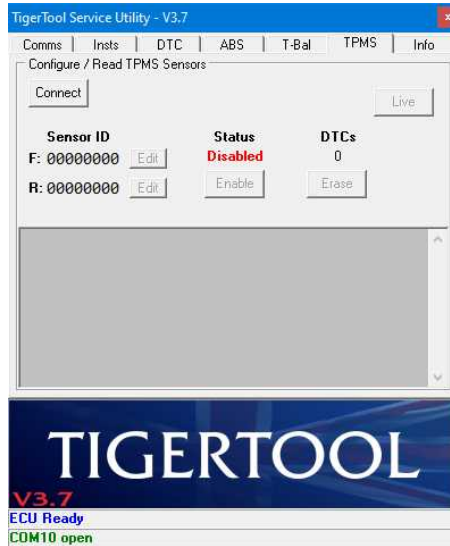 TigerTool Service Utility - V3.7
x
Comms | Insts | DTC | ABS | T-Bal | TPMS | Info
Configure / Read TPMS Sensors
Connect
Live
Sensor ID Status DTCs
F: 00000000 Edit Disabled 0
R: 00000000 Edit Enable Erase
TIGERTOOL
V3.7
ECU Ready
COM10 open